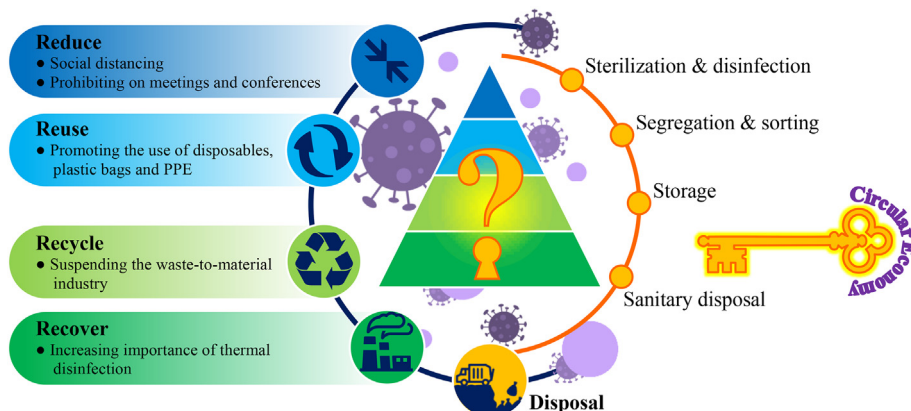 Reduce
● Social distancing
● Prohibiting on meetings and conferences
Reuse
● Promoting the use of disposables,
plastic bags and PPE
Recycle
● Suspending the waste-to-material
industry
Recover
● Increasing importance of thermal
disinfection
Sterilization & disinfection
Segregation & sorting
Storage
Sanitary disposal
Disposal
?
Circular Economy